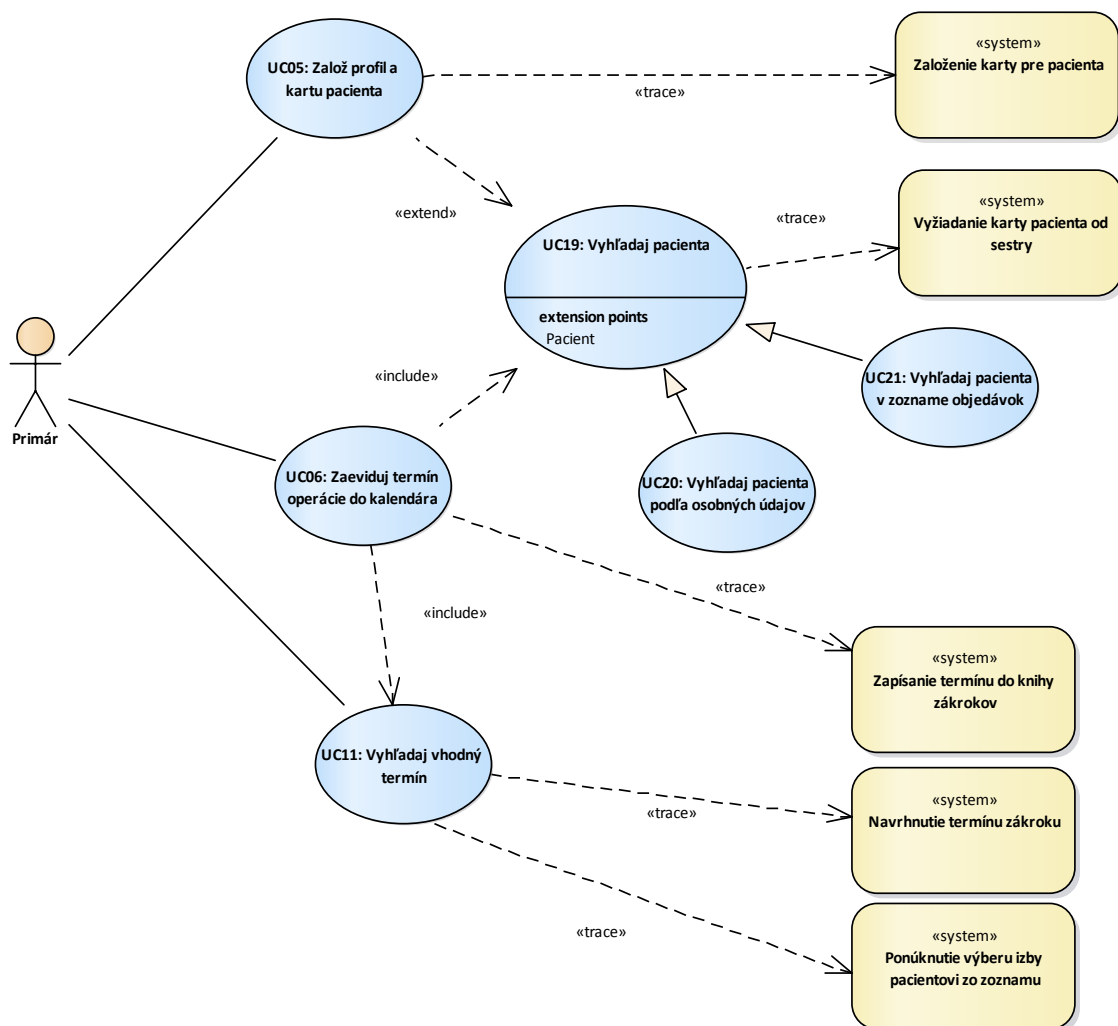 UC05: Založ profil a
kartu pacienta
«trace»
«system»
Založenie karty pre pacienta
«extend»
UC19: Vyhľadaj pacienta
extension points
Pacient
«trace»
«system»
Vyžiadanie karty pacienta od
sestry
Primár
«include»
UC21: Vyhľadaj pacienta
v zozname objedávok
UC06: Zaeviduj termín
operácie do kalendára
UC20: Vyhľadaj pacienta
podľa osobných údajov
«include»
«trace»
«system»
Zapísanie termínu do knihy
zákrokov
UC11: Vyhľadaj vhodný
termín
«trace»
«system»
Navrhnutie termínu zákroku
«trace»
«system»
Ponúknutie výberu izby
pacientovi zo zoznamu